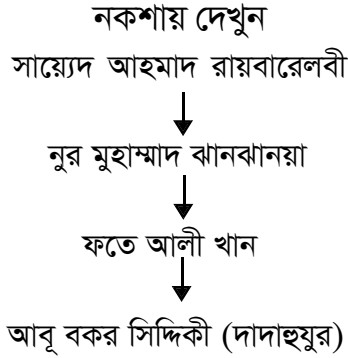 নকশায় দেখুন
সায়্যেদ আহমাদ রায়বারেলবী
নুর মুহাম্মাদ ঝানঝানয়া
ফতে আলী খান
আবূ বকর সিদ্দিকী (দাদাহুযুর)